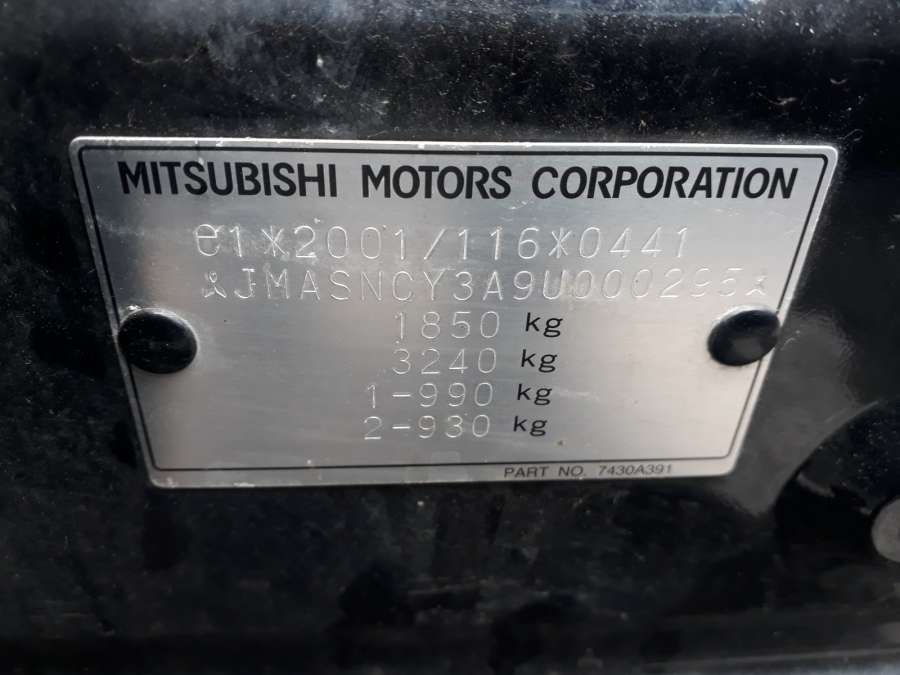 MITSUBISHI MOTORS CORPORATION
e1*2001/116*0441
JMASNCY3A9U000295
1850 kg
3240 kg
1-990 kg
2-930 kg
PART NO. 7430A391